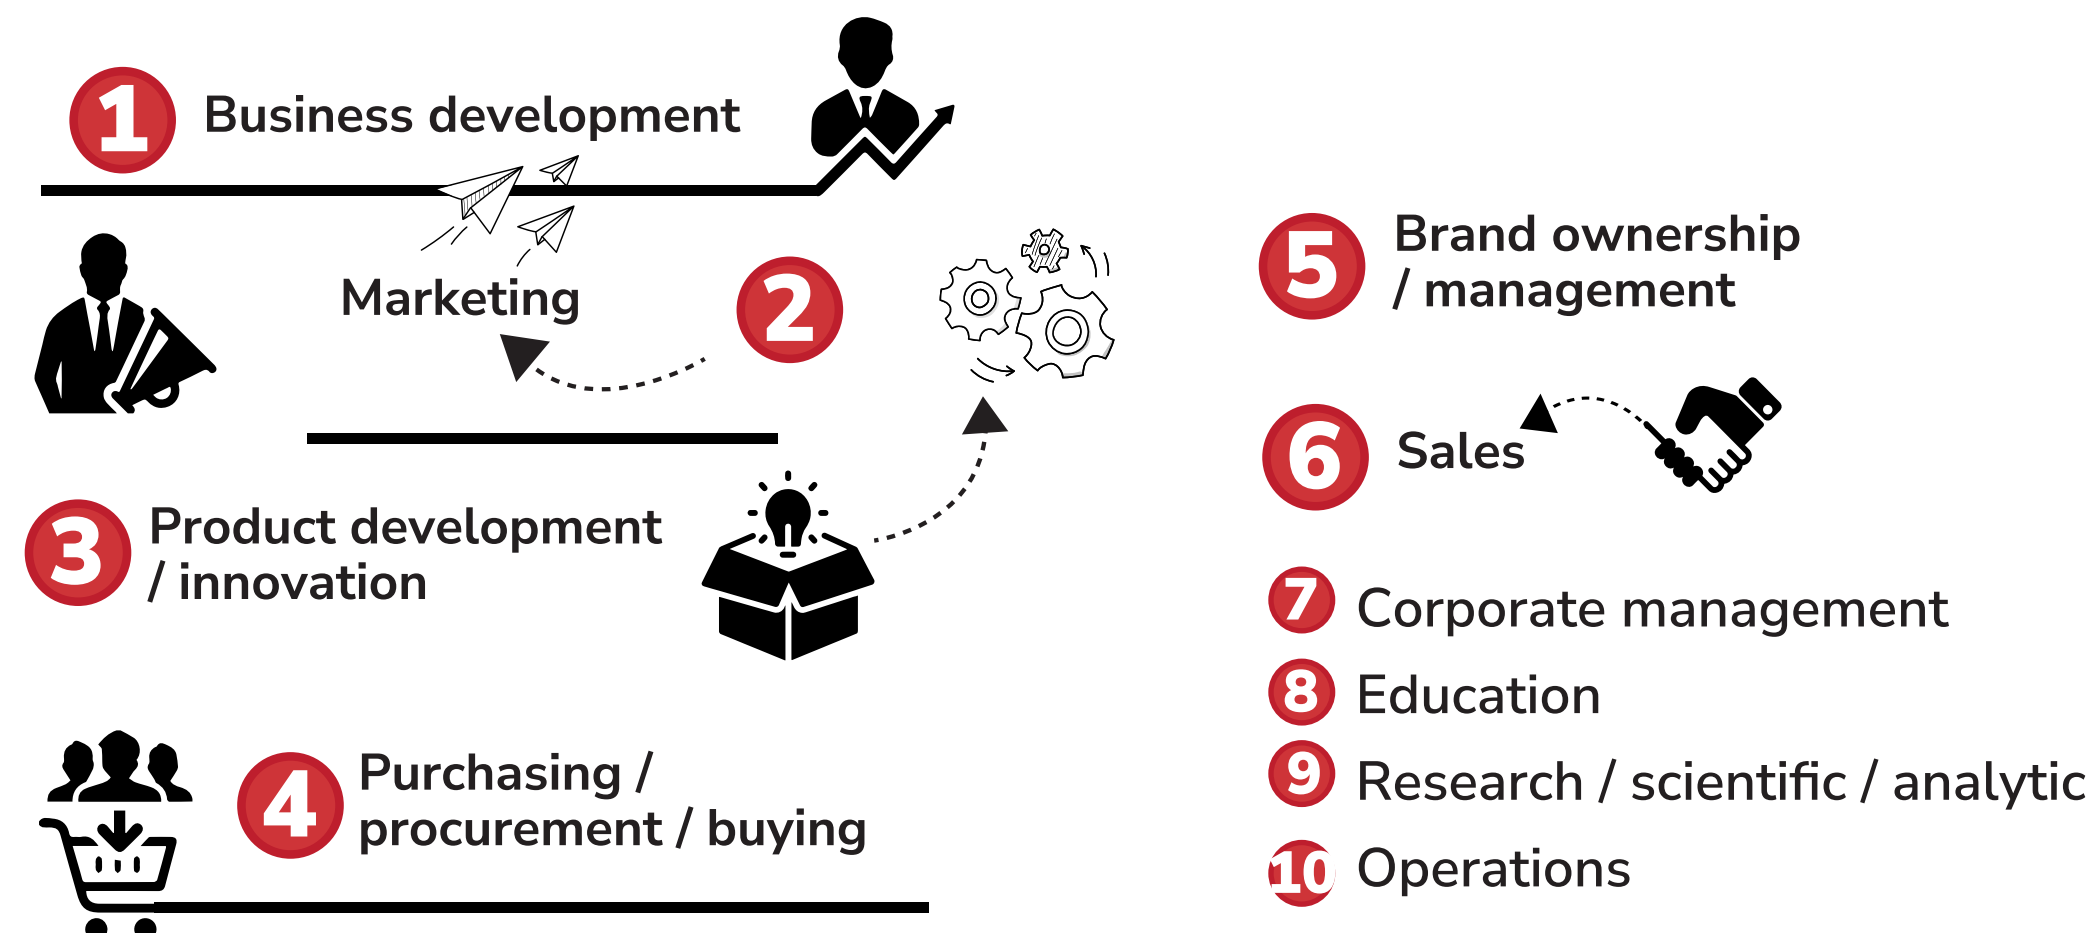 1 Business development
Marketing 2
3 Product development
/ innovation
4 Purchasing /
procurement / buying
5 Brand ownership
/ management
6 Sales
7 Corporate management
8 Education
9 Research / scientific / analytic
10 Operations